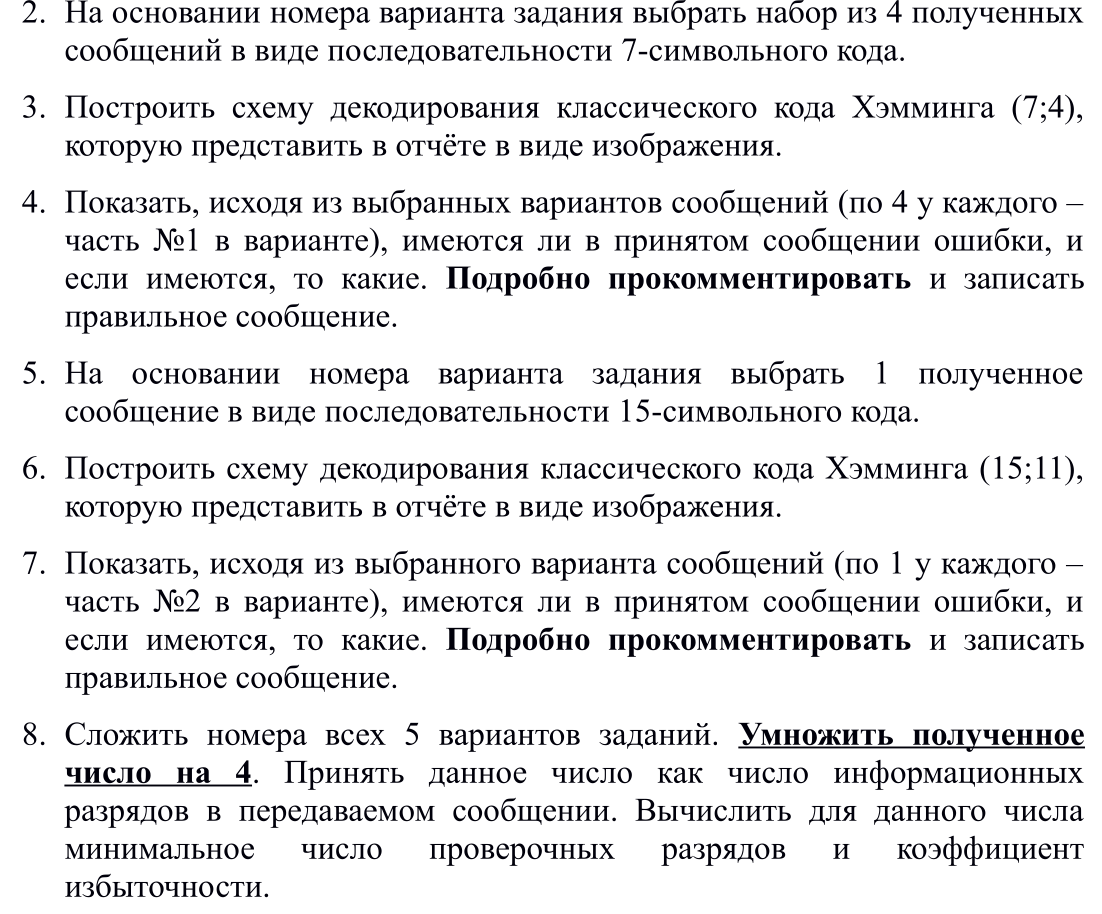 2. На основании номера варианта задания выбрать набор из 4 полученных
сообщений в виде последовательности 7-символьного кода.
3. Построить схему декодирования классического кода Хэмминга (7;4),
которую представить в отчёте в виде изображения.
4. Показать, исходя из выбранных вариантов сообщений (по 4 у каждого –
часть №1 в варианте), имеются ли в принятом сообщении ошибки, и
если имеются, то какие. Подробно прокомментировать и записать
правильное сообщение.
5. На основании номера варианта задания выбрать 1 полученное
сообщение в виде последовательности 15-символьного кода.
6. Построить схему декодирования классического кода Хэмминга (15;11),
которую представить в отчёте в виде изображения.
7. Показать, исходя из выбранного варианта сообщений (по 1 у каждого –
часть №2 в варианте), имеются ли в принятом сообщении ошибки, и
если имеются, то какие. Подробно прокомментировать и записать
правильное сообщение.
8. Сложить номера всех 5 вариантов заданий. Умножить полученное
число на 4. Принять данное число как число информационных
разрядов в передаваемом сообщении. Вычислить для данного числа
минимальное число проверочных разрядов и коэффициент
избыточности.